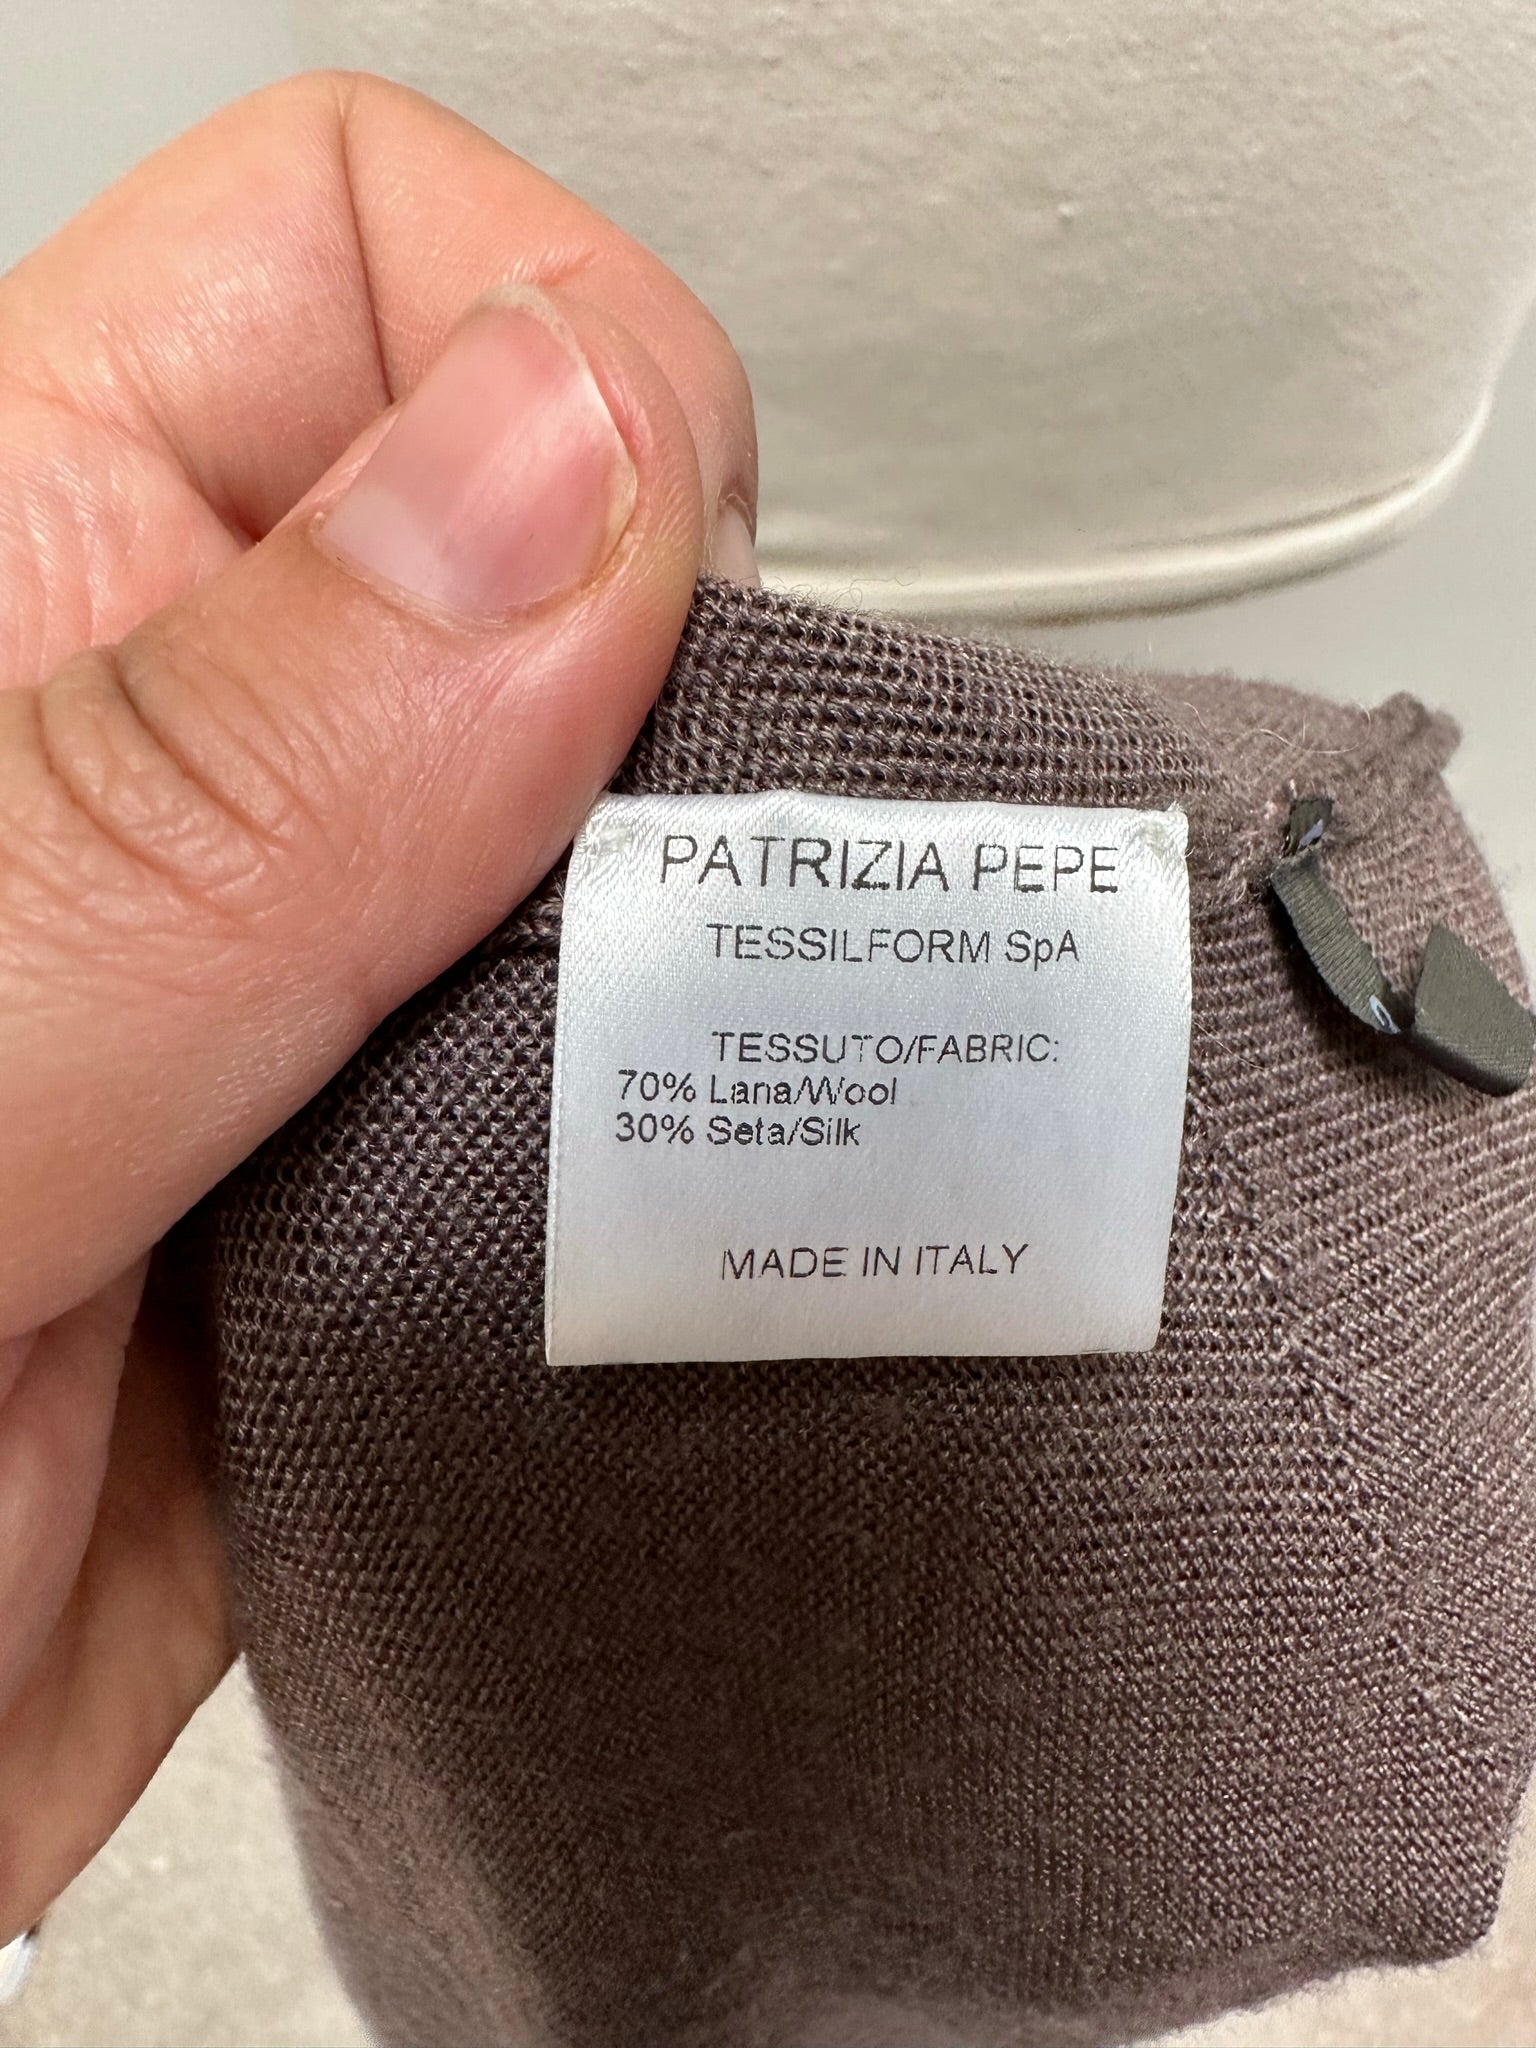 PATRIZIA PEPE
TESSILFORM SpA
TESSUTO/FABRIC:
70% Lana/Wool
30% Seta/Silk
MADE IN ITALY